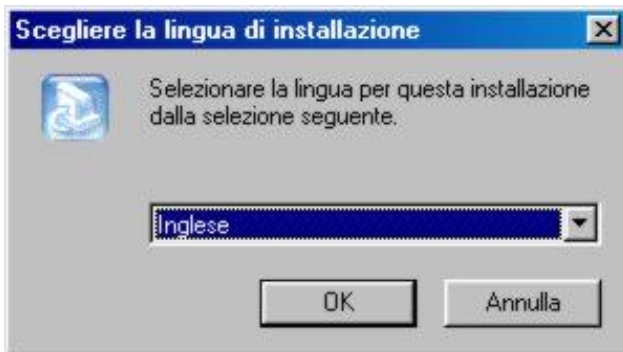 Scegliere la lingua di installazione
Selezionare la lingua per questa installazione
dalla selezione seguente.
Inglese
OK
Annulla